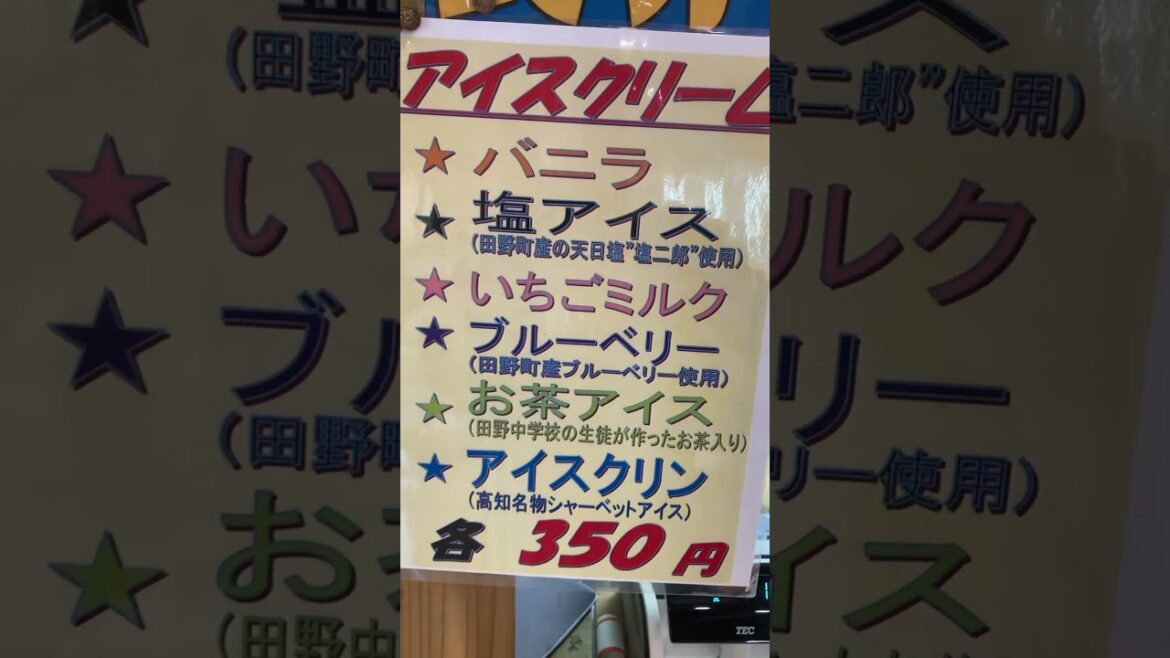 アイスクリーム
★ バニラ
★ 塩アイス
(田野町産の天日塩”塩二郎”使用)
★ いちごミルク
★ ブルーベリー
(田野町産ブルーベリー使用)
★ お茶アイス
(田野中学校の生徒が作ったお茶入り)
★ アイスクリン
(高知名物シャーベットアイス)
各 350 円
TEC